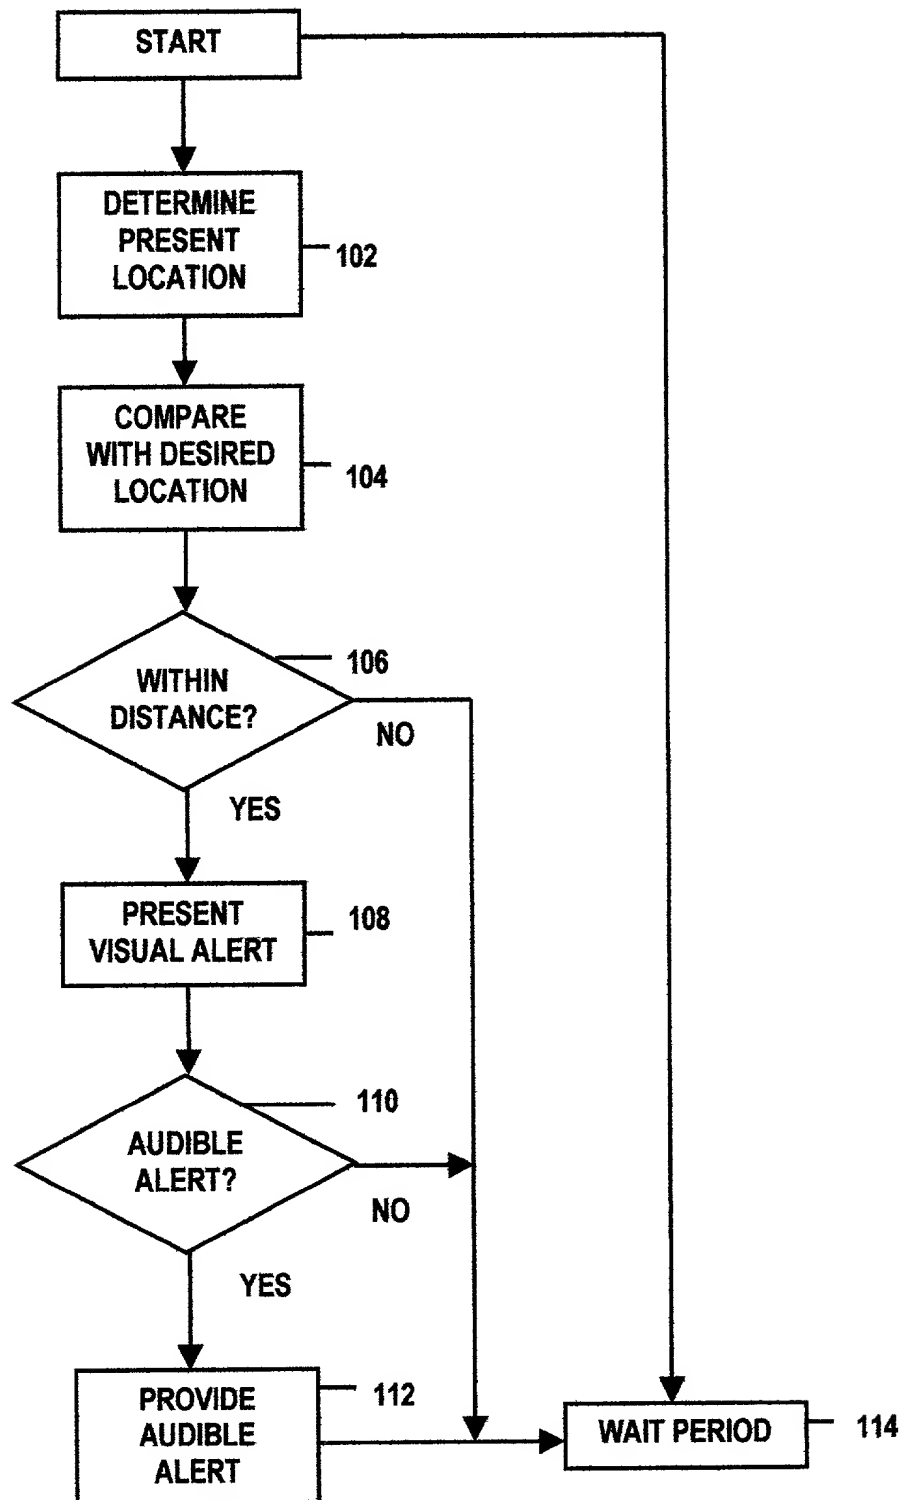 START
DETERMINE
PRESENT
LOCATION
102
COMPARE
WITH DESIRED
LOCATION
104
106
WITHIN
DISTANCE?
NO
YES
PRESENT
VISUAL ALERT
108
110
AUDIBLE
ALERT?
NO
YES
PROVIDE
AUDIBLE
ALERT
112
WAIT PERIOD
114